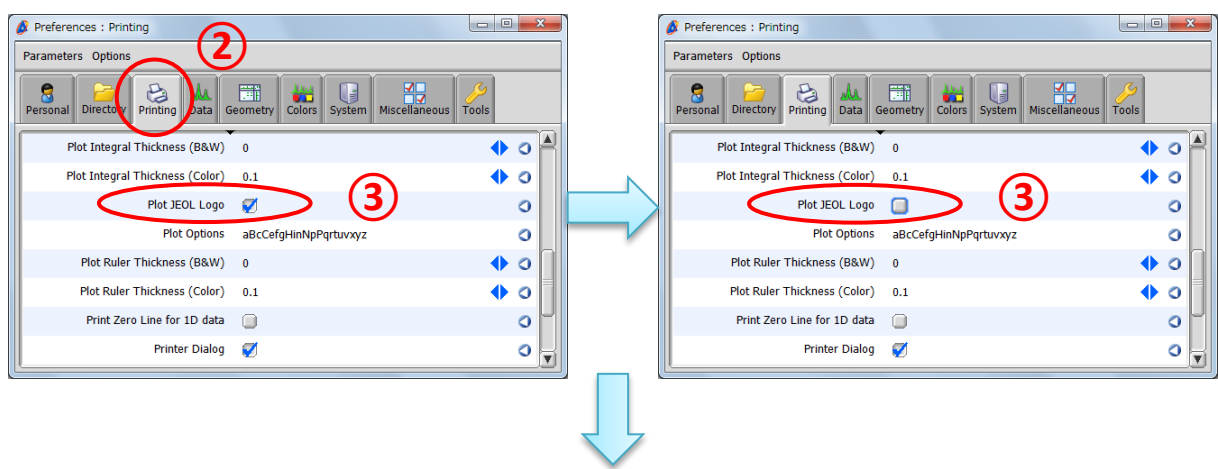 Preferences : Printing
Parameters Options
②
Personal Directory Printing Data Geometry Colors System Miscellaneous Tools
Plot Integral Thickness (B&W) 0
Plot Integral Thickness (Color) 0.1
Plot JEOL Logo
③
Plot Options aBcCefgHinNpPqrtuvxyz
Plot Ruler Thickness (B&W) 0
Plot Ruler Thickness (Color) 0.1
Print Zero Line for 1D data
Printer Dialog
Preferences : Printing
Parameters Options
Personal Directory Printing Data Geometry Colors System Miscellaneous Tools
Plot Integral Thickness (B&W) 0
Plot Integral Thickness (Color) 0.1
Plot JEOL Logo
③
Plot Options aBcCefgHinNpPqrtuvxyz
Plot Ruler Thickness (B&W) 0
Plot Ruler Thickness (Color) 0.1
Print Zero Line for 1D data
Printer Dialog